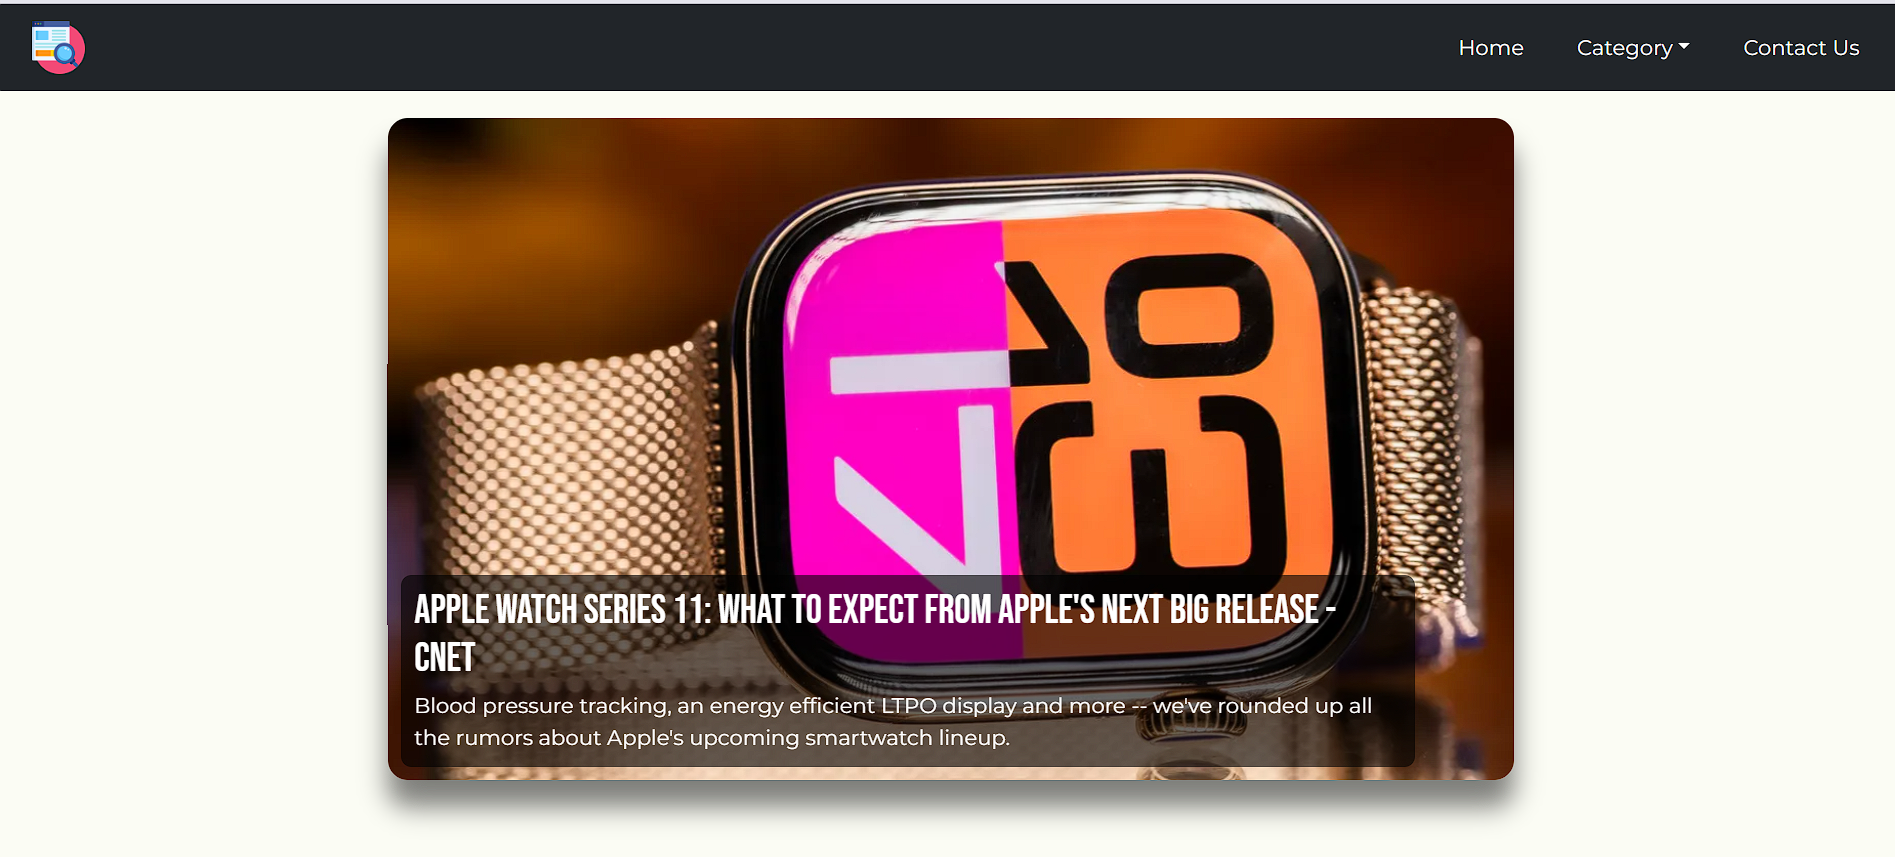 Home
Category
Contact Us
APPLE WATCH SERIES 11: WHAT TO EXPECT FROM APPLE'S NEXT BIG RELEASE -
CNET
Blood pressure tracking, an energy efficient LTPO display and more -- we've rounded up all
the rumors about Apple's upcoming smartwatch lineup.